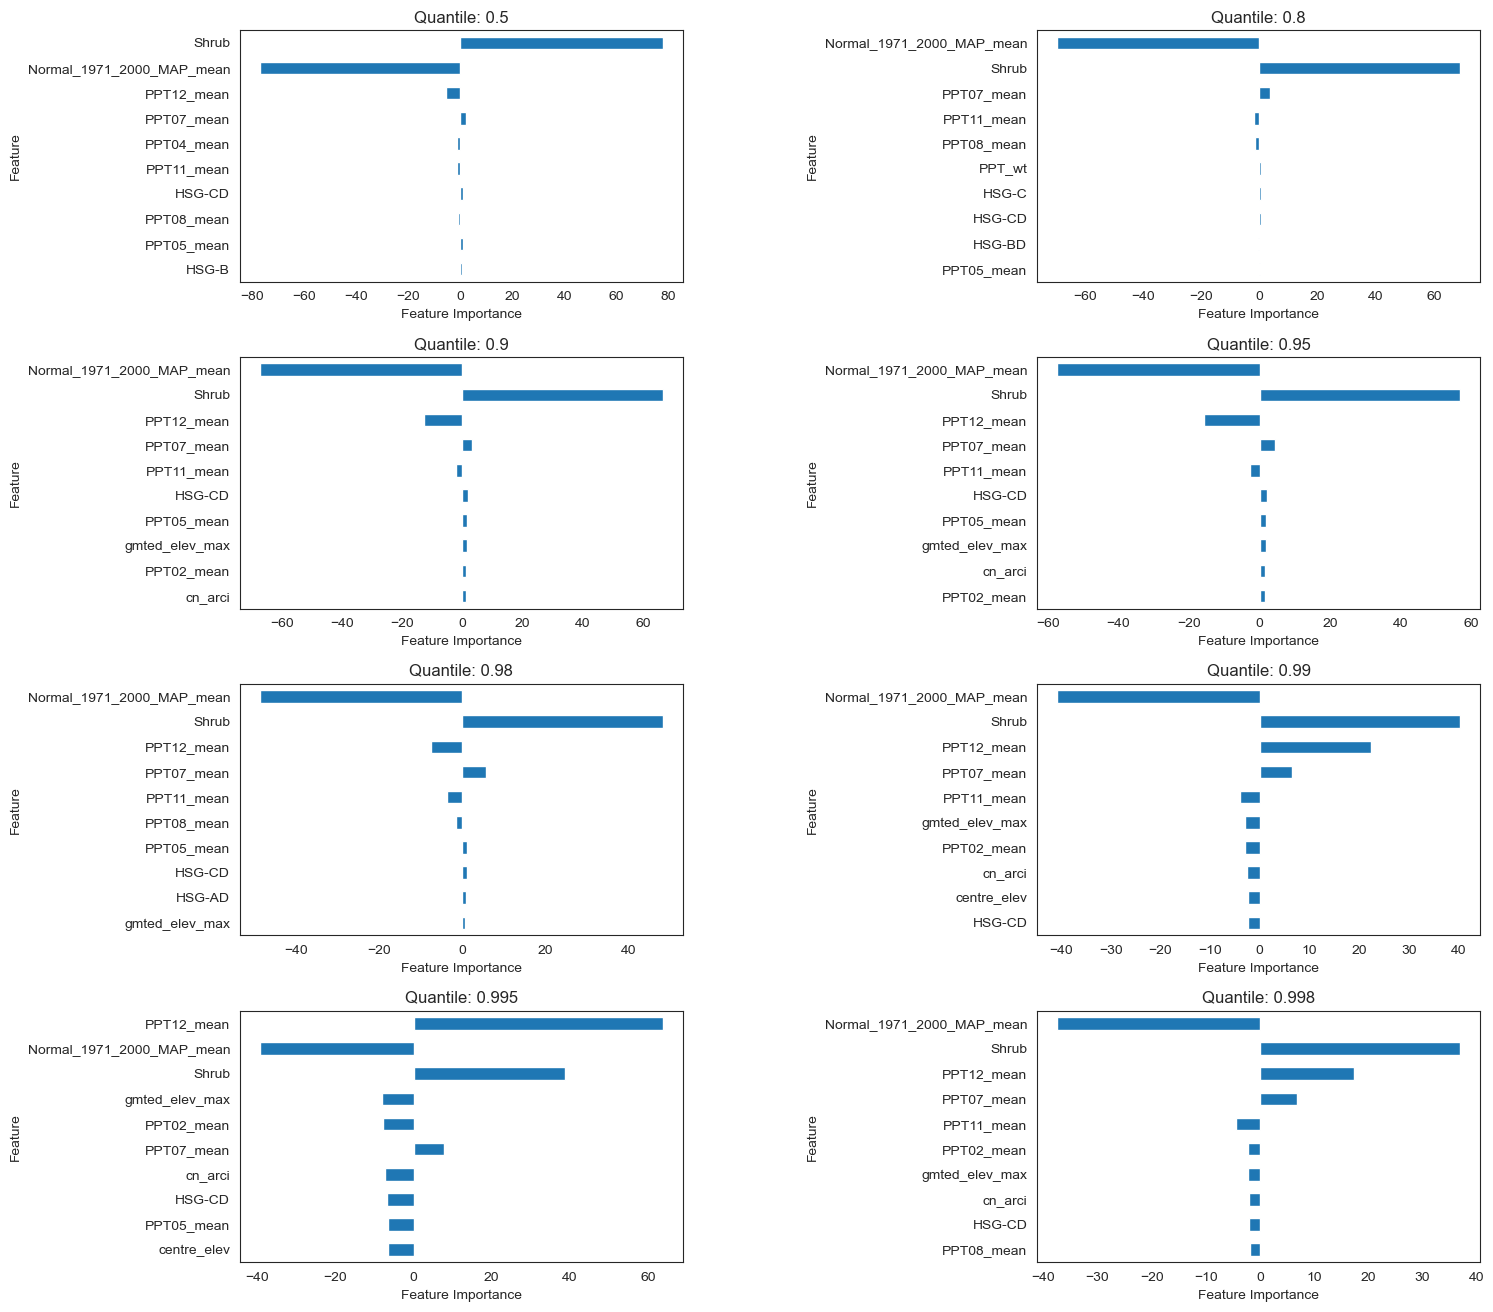 Quantile: 0.5
Feature
Shrub
Normal_1971_2000_MAP_mean
PPT12_mean
PPT07_mean
PPT04_mean
PPT11_mean
HSG-CD
PPT08_mean
PPT05_mean
HSG-B
−80 −60 −40 −20 0 20 40 60 80
Feature Importance
Quantile: 0.8
Feature
Normal_1971_2000_MAP_mean
Shrub
PPT07_mean
PPT11_mean
PPT08_mean
PPT_wt
HSG-C
HSG-CD
HSG-BD
PPT05_mean
−60 −40 −20 0 20 40 60
Feature Importance
Quantile: 0.9
Feature
Normal_1971_2000_MAP_mean
Shrub
PPT12_mean
PPT07_mean
PPT11_mean
HSG-CD
PPT05_mean
gmted_elev_max
PPT02_mean
cn_arci
−60 −40 −20 0 20 40 60
Feature Importance
Quantile: 0.95
Feature
Normal_1971_2000_MAP_mean
Shrub
PPT12_mean
PPT07_mean
PPT11_mean
HSG-CD
PPT05_mean
gmted_elev_max
cn_arci
PPT02_mean
−60 −40 −20 0 20 40 60
Feature Importance
Quantile: 0.98
Feature
Normal_1971_2000_MAP_mean
Shrub
PPT12_mean
PPT07_mean
PPT11_mean
PPT08_mean
PPT05_mean
HSG-CD
HSG-AD
gmted_elev_max
−40 −20 0 20 40
Feature Importance
Quantile: 0.99
Feature
Normal_1971_2000_MAP_mean
Shrub
PPT12_mean
PPT07_mean
PPT11_mean
gmted_elev_max
PPT02_mean
cn_arci
centre_elev
HSG-CD
−40 −30 −20 −10 0 10 20 30 40
Feature Importance
Quantile: 0.995
Feature
PPT12_mean
Normal_1971_2000_MAP_mean
Shrub
gmted_elev_max
PPT02_mean
PPT07_mean
cn_arci
HSG-CD
PPT05_mean
centre_elev
−40 −20 0 20 40 60
Feature Importance
Quantile: 0.998
Feature
Normal_1971_2000_MAP_mean
Shrub
PPT12_mean
PPT07_mean
PPT11_mean
PPT02_mean
gmted_elev_max
cn_arci
HSG-CD
PPT08_mean
−40 −30 −20 −10 0 10 20 30 40
Feature Importance